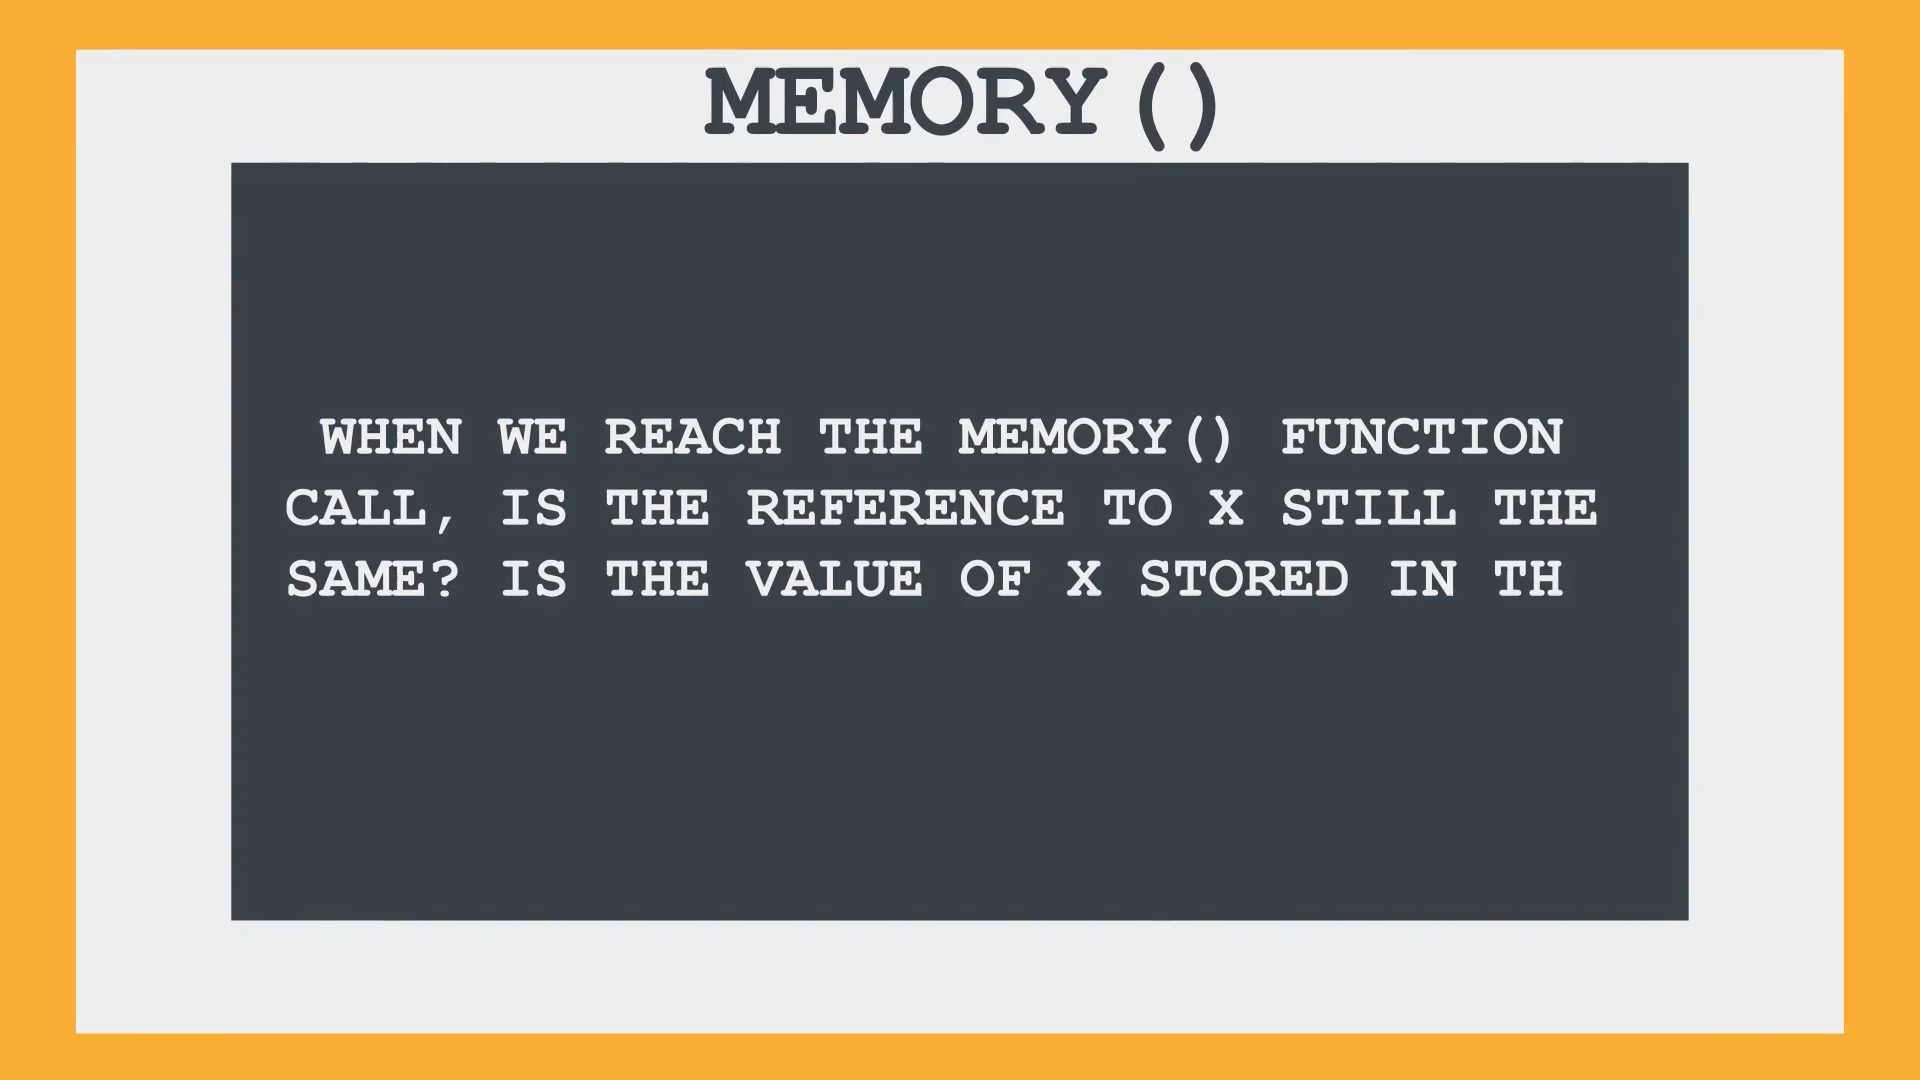 MEMORY()
WHEN WE REACH THE MEMORY() FUNCTION
CALL, IS THE REFERENCE TO X STILL THE
SAME? IS THE VALUE OF X STORED IN TH